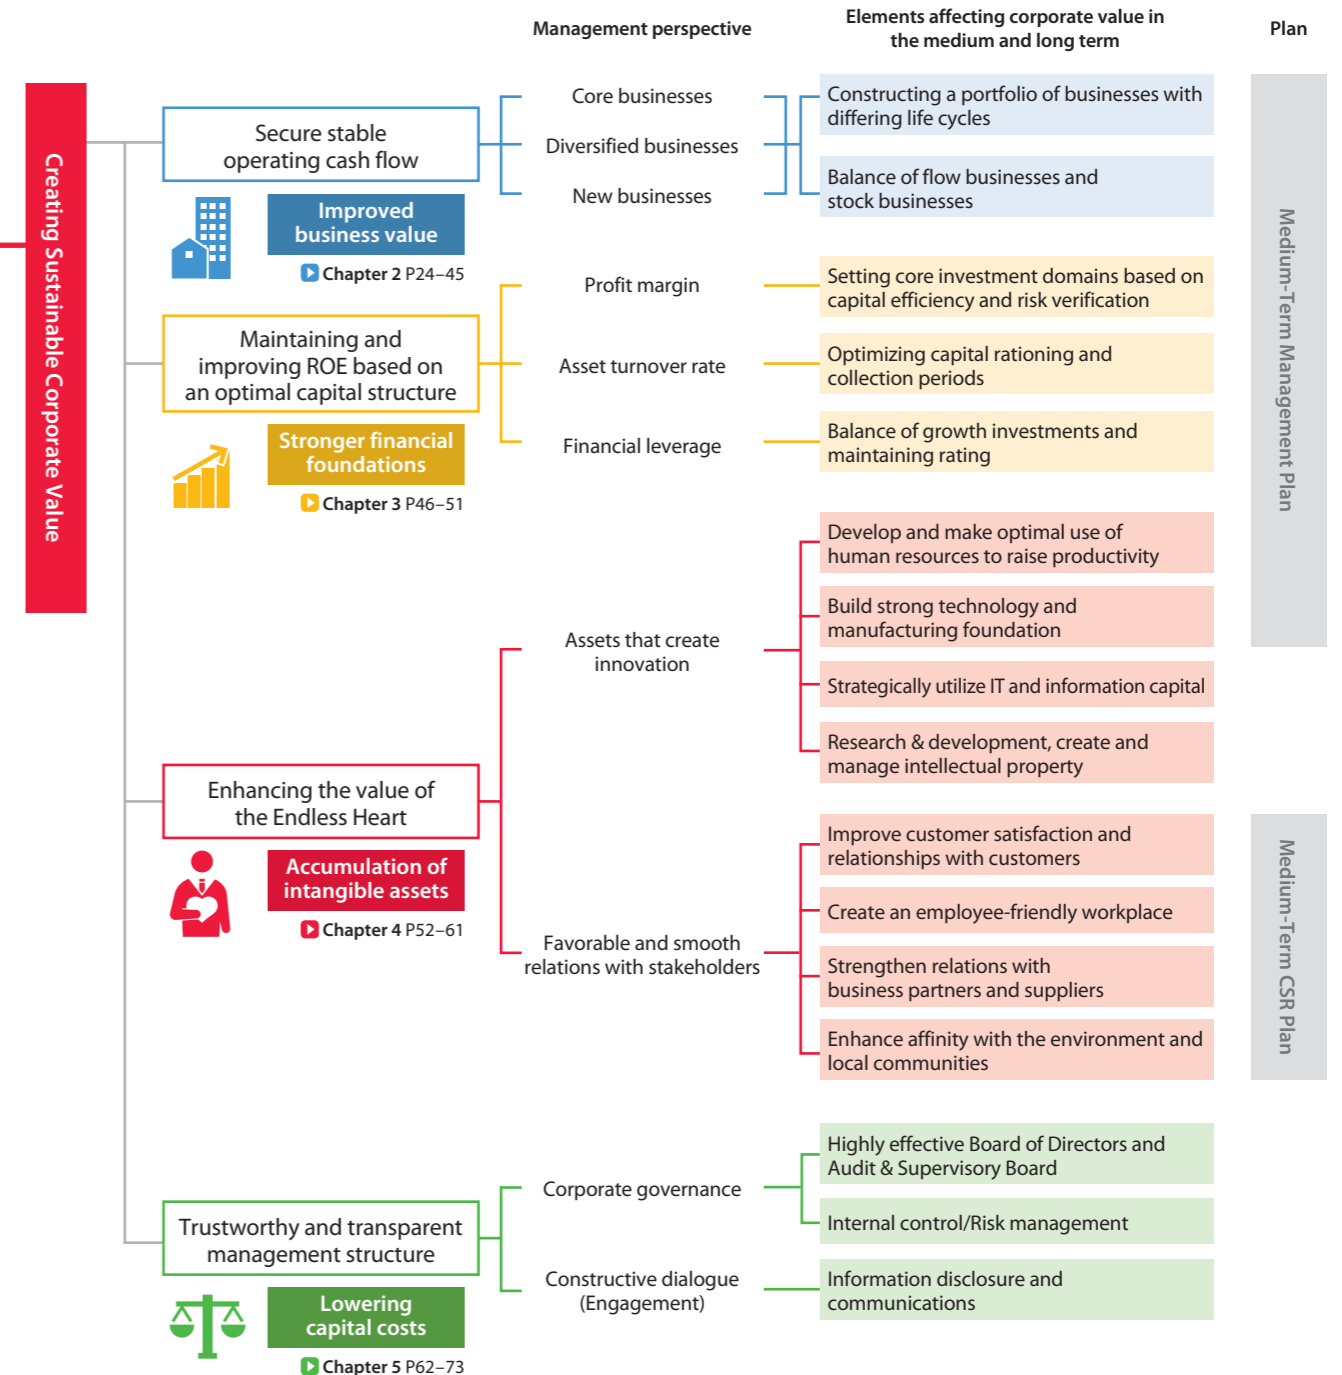 Management perspective
Elements affecting corporate value in
the medium and long term
Plan
Creating Sustainable Corporate Value
Secure stable
operating cash flow
Improved
business value
Chapter 2 P24–45
Core businesses
Diversified businesses
New businesses
Constructing a portfolio of businesses with
differing life cycles
Balance of flow businesses and
stock businesses
Maintaining and
improving ROE based on
an optimal capital structure
Stronger financial
foundations
Chapter 3 P46–51
Profit margin
Asset turnover rate
Financial leverage
Setting core investment domains based on
capital efficiency and risk verification
Optimizing capital rationing and
collection periods
Balance of growth investments and
maintaining rating
Medium-Term Management Plan
Enhancing the value of
the Endless Heart
Accumulation of
intangible assets
Chapter 4 P52–61
Assets that create
innovation
Develop and make optimal use of
human resources to raise productivity
Build strong technology and
manufacturing foundation
Strategically utilize IT and information capital
Research & development, create and
manage intellectual property
Favorable and smooth
relations with stakeholders
Improve customer satisfaction and
relationships with customers
Create an employee-friendly workplace
Strengthen relations with
business partners and suppliers
Enhance affinity with the environment and
local communities
Medium-Term CSR Plan
Trustworthy and transparent
management structure
Lowering
capital costs
Chapter 5 P62–73
Corporate governance
Constructive dialogue
(Engagement)
Highly effective Board of Directors and
Audit & Supervisory Board
Internal control/Risk management
Information disclosure and
communications